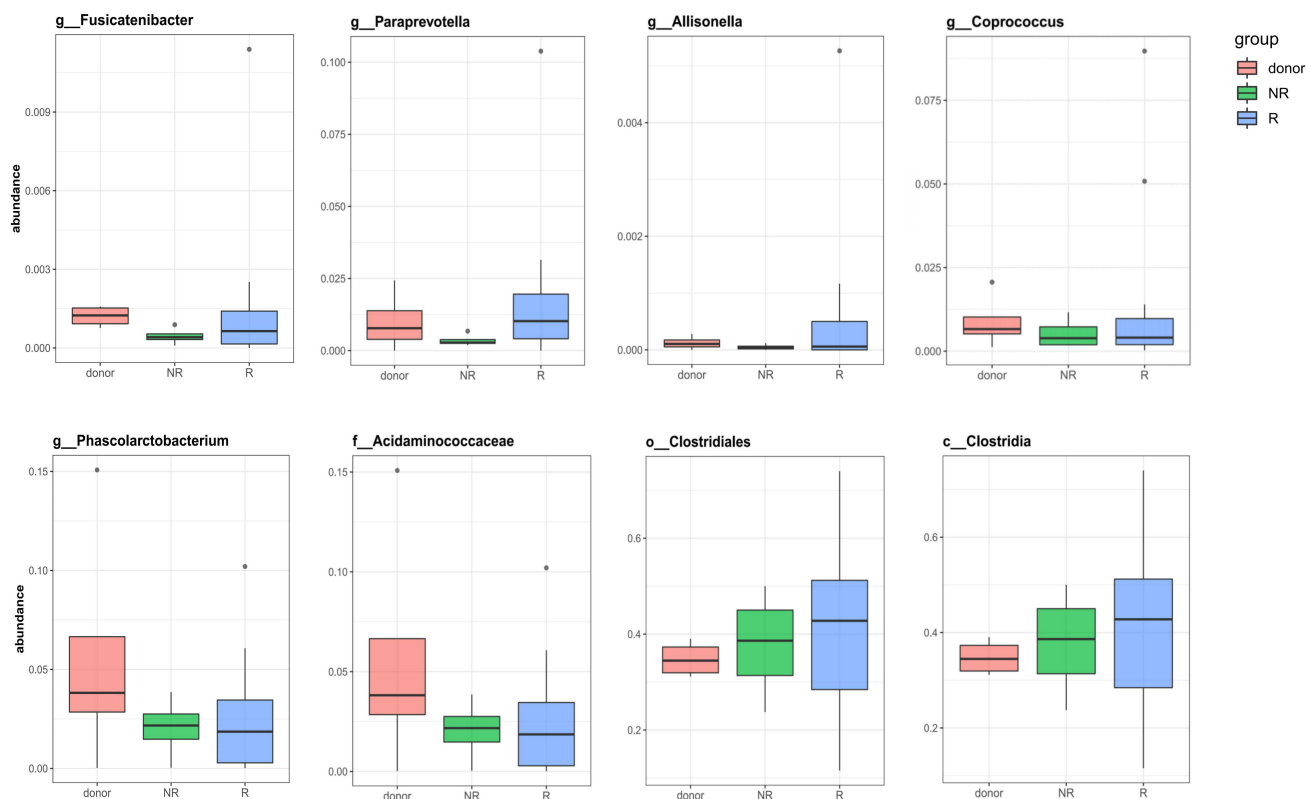 g__Fusicatenibacter
g__Paraprevotella
g__Allisonella
g__Coprococcus
group
donor
NR
R
abundance
0.009
0.006
0.003
0.000
donor NR R
0.100
0.075
0.050
0.025
0.000
donor NR R
0.004
0.002
0.000
donor NR R
0.075
0.050
0.025
0.000
donor NR R
g__Phascolarctobacterium
f__Acidaminococcaceae
o__Clostridiales
c__Clostridia
abundance
0.15
0.10
0.05
0.00
donor NR R
0.15
0.10
0.05
0.00
donor NR R
0.6
0.4
0.2
donor NR R
0.6
0.4
0.2
donor NR R